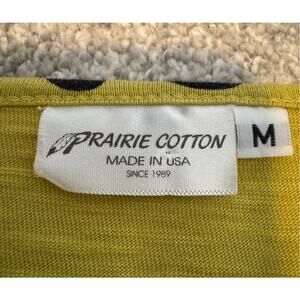 PRAIRIE COTTON
MADE IN USA
SINCE 1989
M